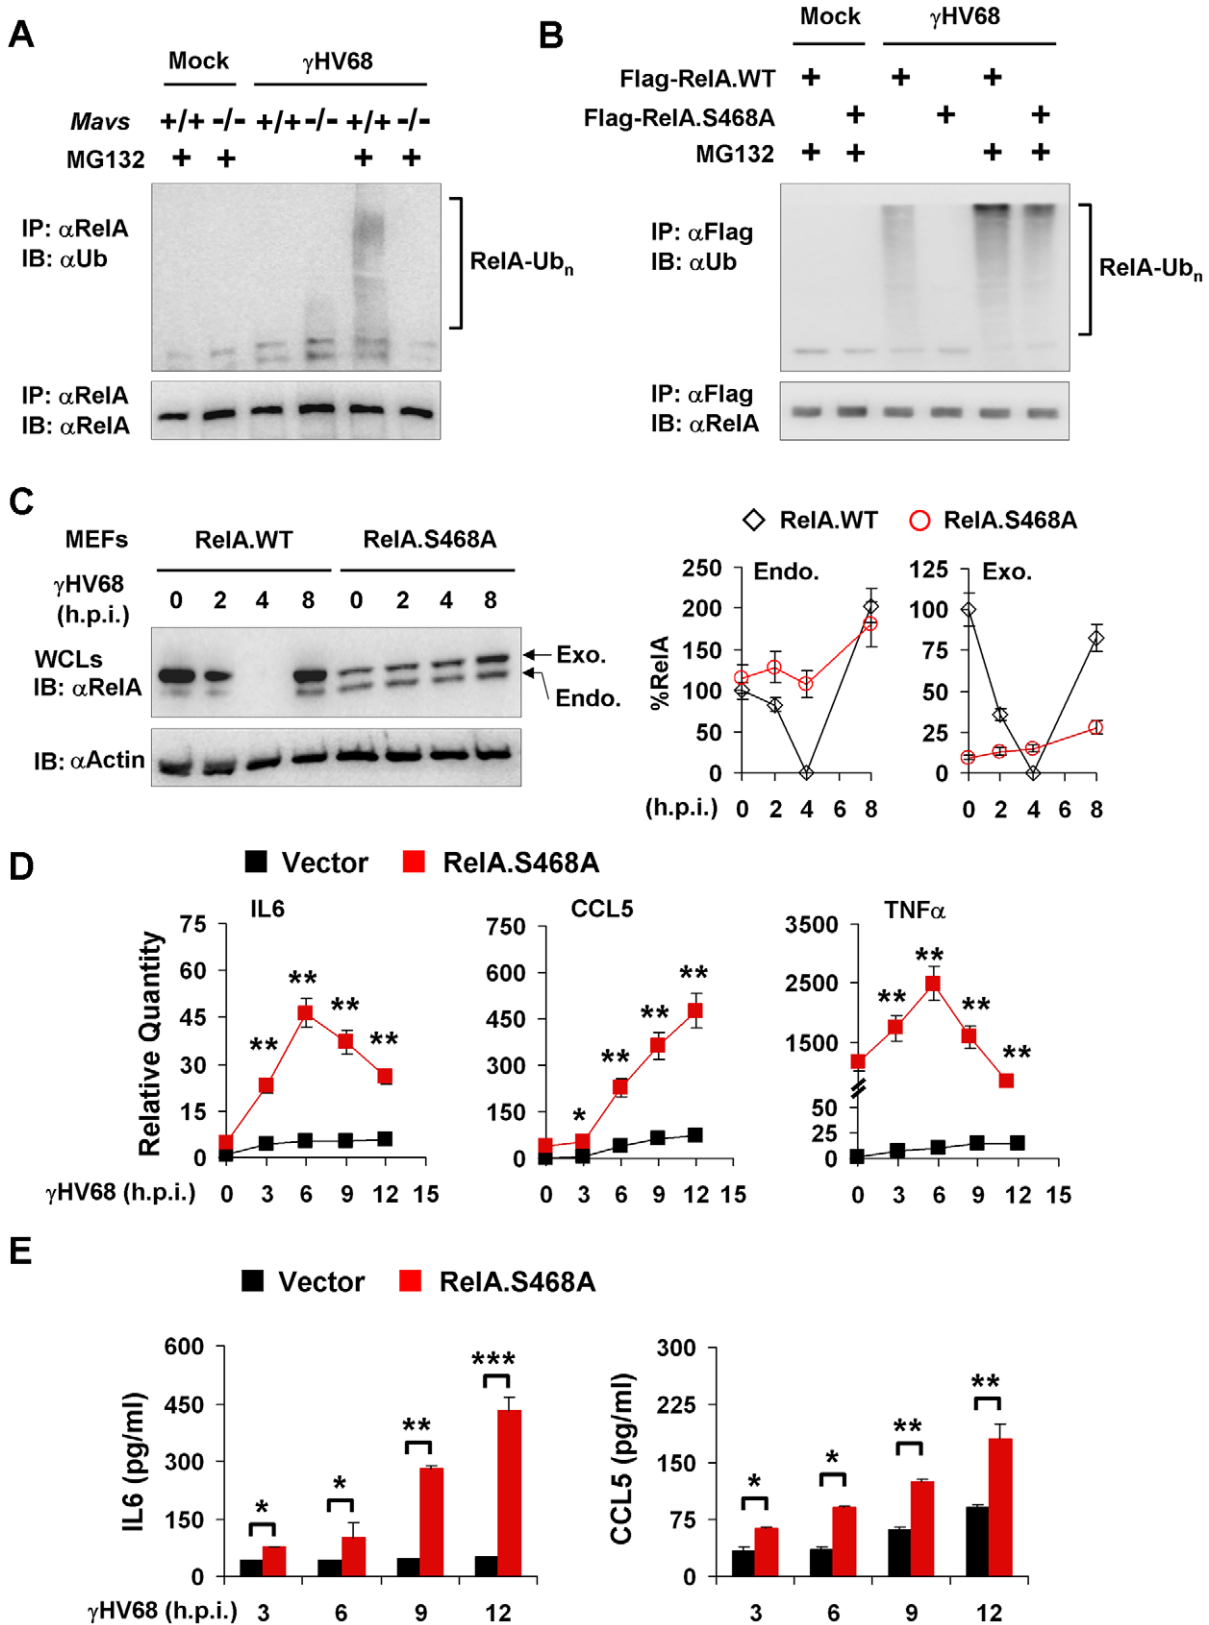 A
Mock γHV68
Mavs +/+ -/- +/+ -/- +/+ -/-
MG132 + + + +
IP: αRelA
IB: αUb
RelA-Ubn
IP: αRelA
IB: αRelA
B
Mock γHV68
Flag-RelA.WT + + +
Flag-RelA.S468A + + +
MG132 + + + +
IP: αFlag
IB: αUb
RelA-Ubn
IP: αFlag
IB: αRelA
C
MEFs RelA.WT RelA.S468A
γHV68
(h.p.i.) 0 2 4 8 0 2 4 8
WCLs
IB: αRelA
Exo.
Endo.
IB: αActin
RelA.WT RelA.S468A
Endo.
%RelA
250
200
150
100
50
0
(h.p.i.) 0 2 4 6 8
Exo.
125
100
75
50
25
0
0 2 4 6 8
D
Vector RelA.S468A
IL6
Relative Quantity
75
60
45
30
15
0
** ** ** **
γHV68 (h.p.i.) 0 3 6 9 12 15
CCL5
750
600
450
300
150
0
* ** ** **
0 3 6 9 12 15
TNFα
3500
2500
1500
50
25
0
** ** ** **
0 3 6 9 12 15
E
Vector RelA.S468A
IL6 (pg/ml)
600
450
300
150
0
* * ** ***
γHV68 (h.p.i.) 3 6 9 12
CCL5 (pg/ml)
300
225
150
75
0
* * ** **
3 6 9 12